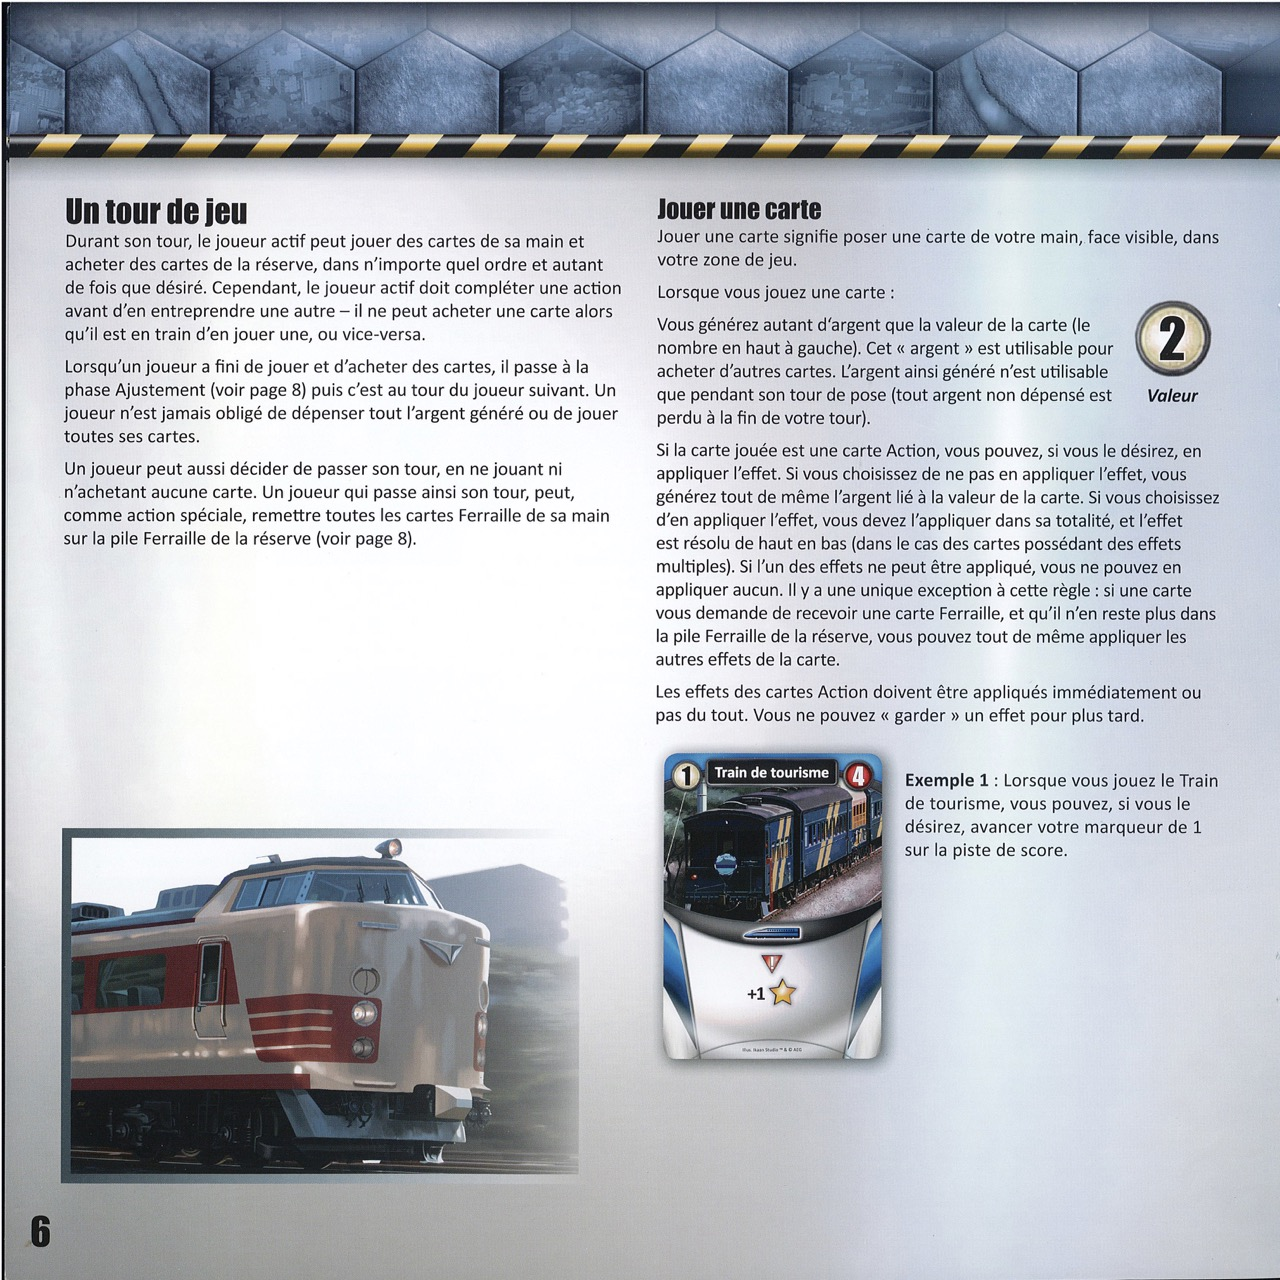 Un tour de jeu
Durant son tour, le joueur actif peut jouer des cartes de sa main et
acheter des cartes de la réserve, dans n'importe quel ordre et autant
de fois que désiré. Cependant, le joueur actif doit compléter une action
avant d'en entreprendre une autre – il ne peut acheter une carte alors
qu'il est en train d'en jouer une, ou vice-versa.
Lorsqu'un joueur a fini de jouer et d'acheter des cartes, il passe à la
phase Ajustement (voir page 8) puis c'est au tour du joueur suivant. Un
joueur n'est jamais obligé de dépenser tout l'argent généré ou de jouer
toutes ses cartes.
Un joueur peut aussi décider de passer son tour, en ne jouant ni
n'achetant aucune carte. Un joueur qui passe ainsi son tour, peut,
comme action spéciale, remettre toutes les cartes Ferraille de sa main
sur la pile Ferraille de la réserve (voir page 8).
Jouer une carte
Jouer une carte signifie poser une carte de votre main, face visible, dans
votre zone de jeu.
Lorsque vous jouez une carte :
Vous générez autant d'argent que la valeur de la carte (le
nombre en haut à gauche). Cet « argent » est utilisable pour
acheter d'autres cartes. L'argent ainsi généré n'est utilisable
que pendant son tour de pose (tout argent non dépensé est
perdu à la fin de votre tour).
2
Valeur
Si la carte jouée est une carte Action, vous pouvez, si vous le désirez, en
appliquer l'effet. Si vous choisissez de ne pas en appliquer l'effet, vous
générez tout de même l'argent lié à la valeur de la carte. Si vous choisissez
d'en appliquer l'effet, vous devez l'appliquer dans sa totalité, et l'effet
est résolu de haut en bas (dans le cas des cartes possédant des effets
multiples). Si l'un des effets ne peut être appliqué, vous ne pouvez en
appliquer aucun. Il y a une unique exception à cette règle : si une carte
vous demande de recevoir une carte Ferraille, et qu'il n'en reste plus dans
la pile Ferraille de la réserve, vous pouvez tout de même appliquer les
autres effets de la carte.
Les effets des cartes Action doivent être appliqués immédiatement ou
pas du tout. Vous ne pouvez « garder » un effet pour plus tard.
1 Train de tourisme 4
!
+1
Illus. Ikaen Studio ™ & © AEG
Exemple 1 : Lorsque vous jouez le Train
de tourisme, vous pouvez, si vous le
désirez, avancer votre marqueur de 1
sur la piste de score.
6